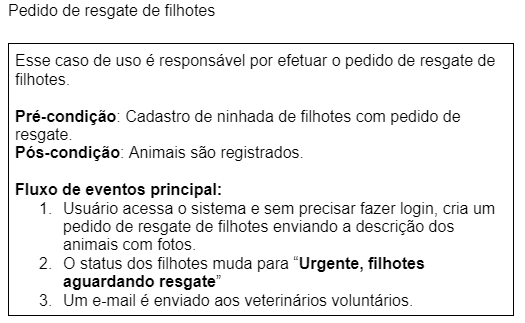 Pedido de resgate de filhotes
Esse caso de uso é responsável por efetuar o pedido de resgate de
filhotes.
Pré-condição: Cadastro de ninhada de filhotes com pedido de
resgate.
Pós-condição: Animais são registrados.
Fluxo de eventos principal:
1. Usuário acessa o sistema e sem precisar fazer login, cria um
pedido de resgate de filhotes enviando a descrição dos
animais com fotos.
2. O status dos filhotes muda para “Urgente, filhotes
aguardando resgate”
3. Um e-mail é enviado aos veterinários voluntários.